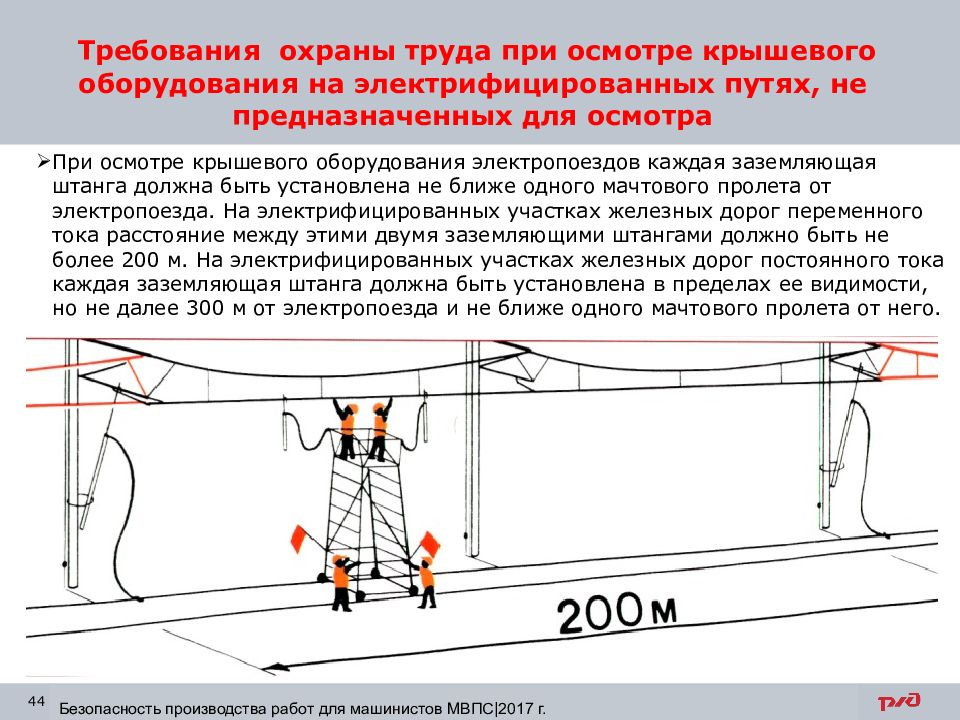 Требования  охраны труда при осмотре крышевого
оборудования на электрифицированных путях, не
предназначенных для осмотра
При осмотре крышевого оборудования электропоездов каждая заземляющая
штанга должна быть установлена не ближе одного мачтового пролета от
электропоезда. На электрифицированных участках железных дорог переменного
тока расстояние между этими двумя заземляющими штангами должно быть не
более 200 м. На электрифицированных участках железных дорог постоянного тока
каждая заземляющая штанга должна быть установлена в пределах ее видимости,
но не далее 300 м от электропоезда и не ближе одного мачтового пролета от него.
200м
44
Безопасность производства работ для машинистов МВПС|2017 г.
РЖД